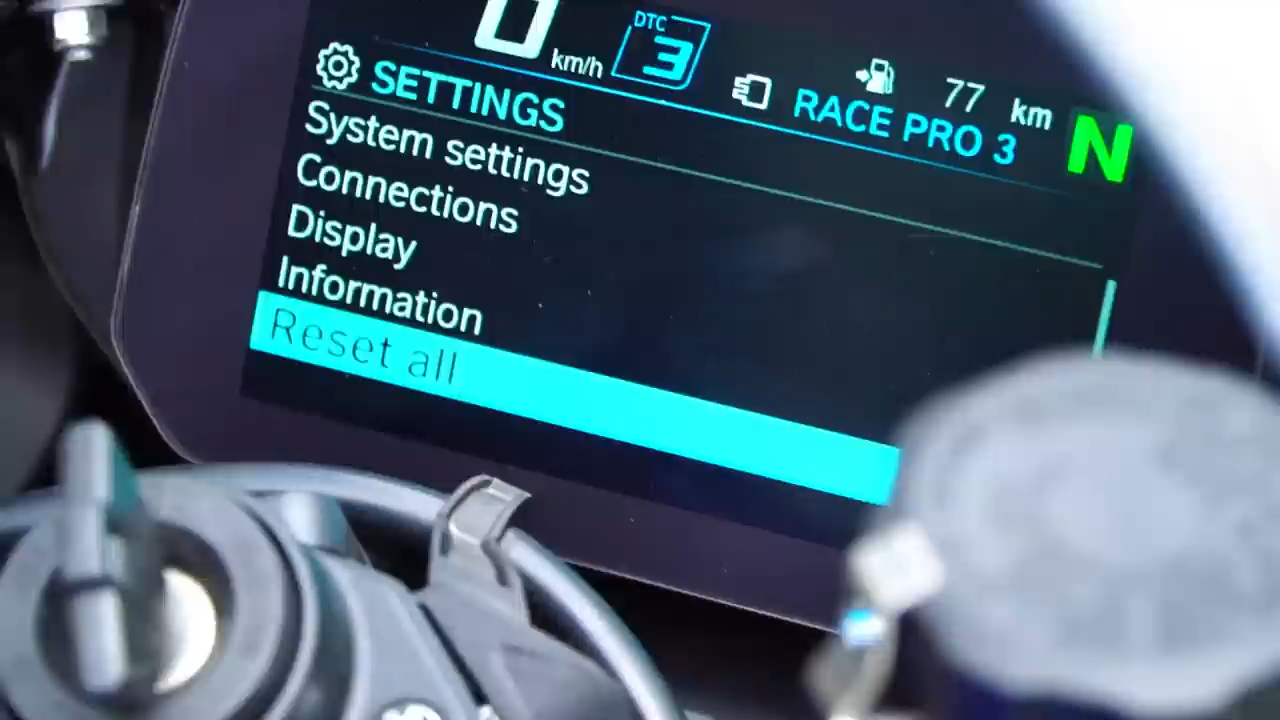 0 km/h
DTC
3
77 km
RACE PRO 3
N
SETTINGS
System settings
Connections
Display
Information
Reset all